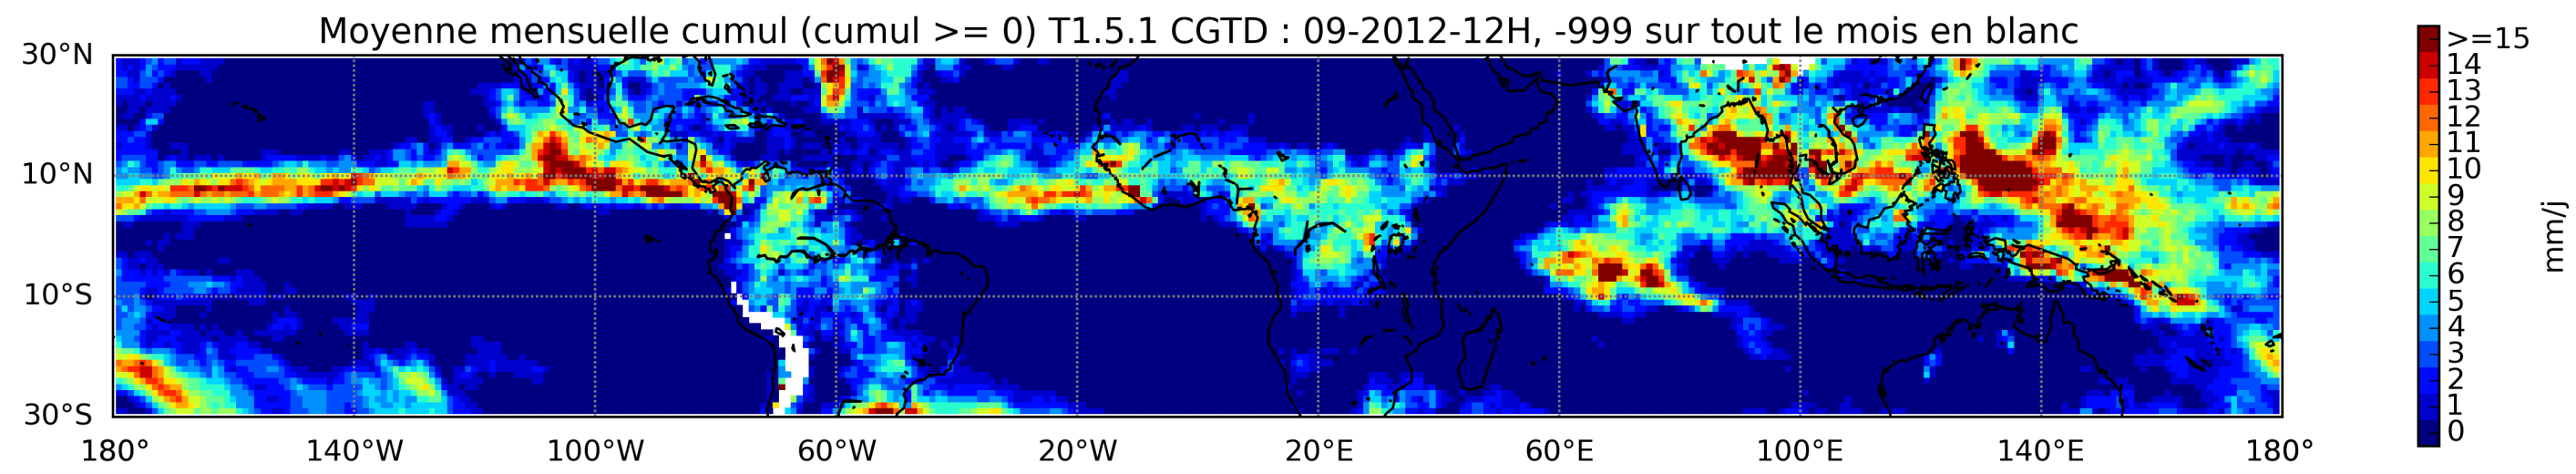 Moyenne mensuelle cumul (cumul >= 0) T1.5.1 CGTD : 09-2012-12H, -999 sur tout le mois en blanc
30°N
10°N
10°S
30°S
180° 140°W 100°W 60°W 20°W 20°E 60°E 100°E 140°E 180°
>=15
14
13
12
11
10
9
8
7
6
5
4
3
2
1
0
mm/j